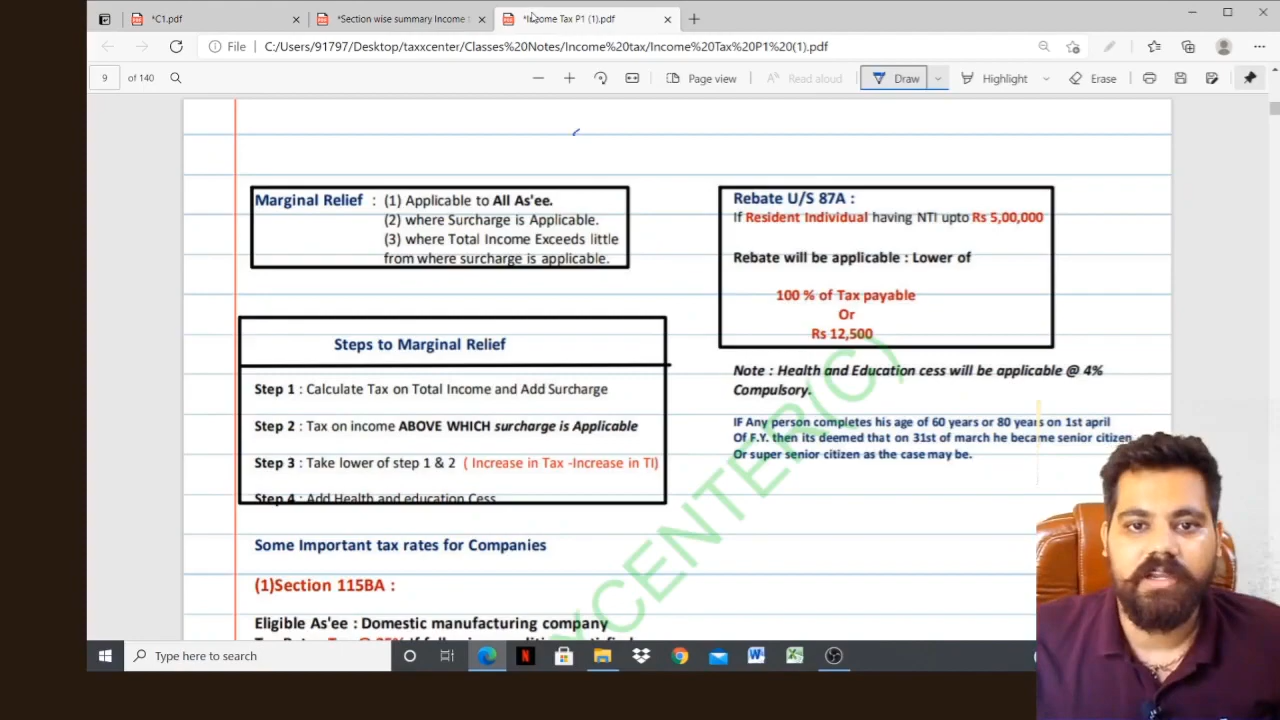 *C1.pdf
*Section wise summary Income
*Income Tax P1 (1).pdf
File
C:/Users/91797/Desktop/taxxcenter/Classes%20Notes/Income%20tax/Income%20Tax%20P1%20(1).pdf
9 of 140
Page view
Read aloud
Draw
Highlight
Erase
Marginal Relief : (1) Applicable to All As'ee.
(2) where Surcharge is Applicable.
(3) where Total Income Exceeds little
from where surcharge is applicable.
Rebate U/S 87A :
If Resident Individual having NTI upto Rs 5,00,000
Rebate will be applicable : Lower of
100 % of Tax payable
Or
Rs 12,500
Steps to Marginal Relief
Step 1 : Calculate Tax on Total Income and Add Surcharge
Step 2 : Tax on income ABOVE WHICH surcharge is Applicable
Step 3 : Take lower of step 1 & 2 ( Increase in Tax -Increase in TI)
Step 4 : Add Health and education Cess
Note : Health and Education cess will be applicable @ 4%
Compulsory.
IF Any person completes his age of 60 years or 80 years on 1st april
Of F.Y. then its deemed that on 31st of march he became senior citizen
Or super senior citizen as the case may be.
Some Important tax rates for Companies
(1)Section 115BA :
Eligible As'ee : Domestic manufacturing company
XCENTER(C)
Type here to search